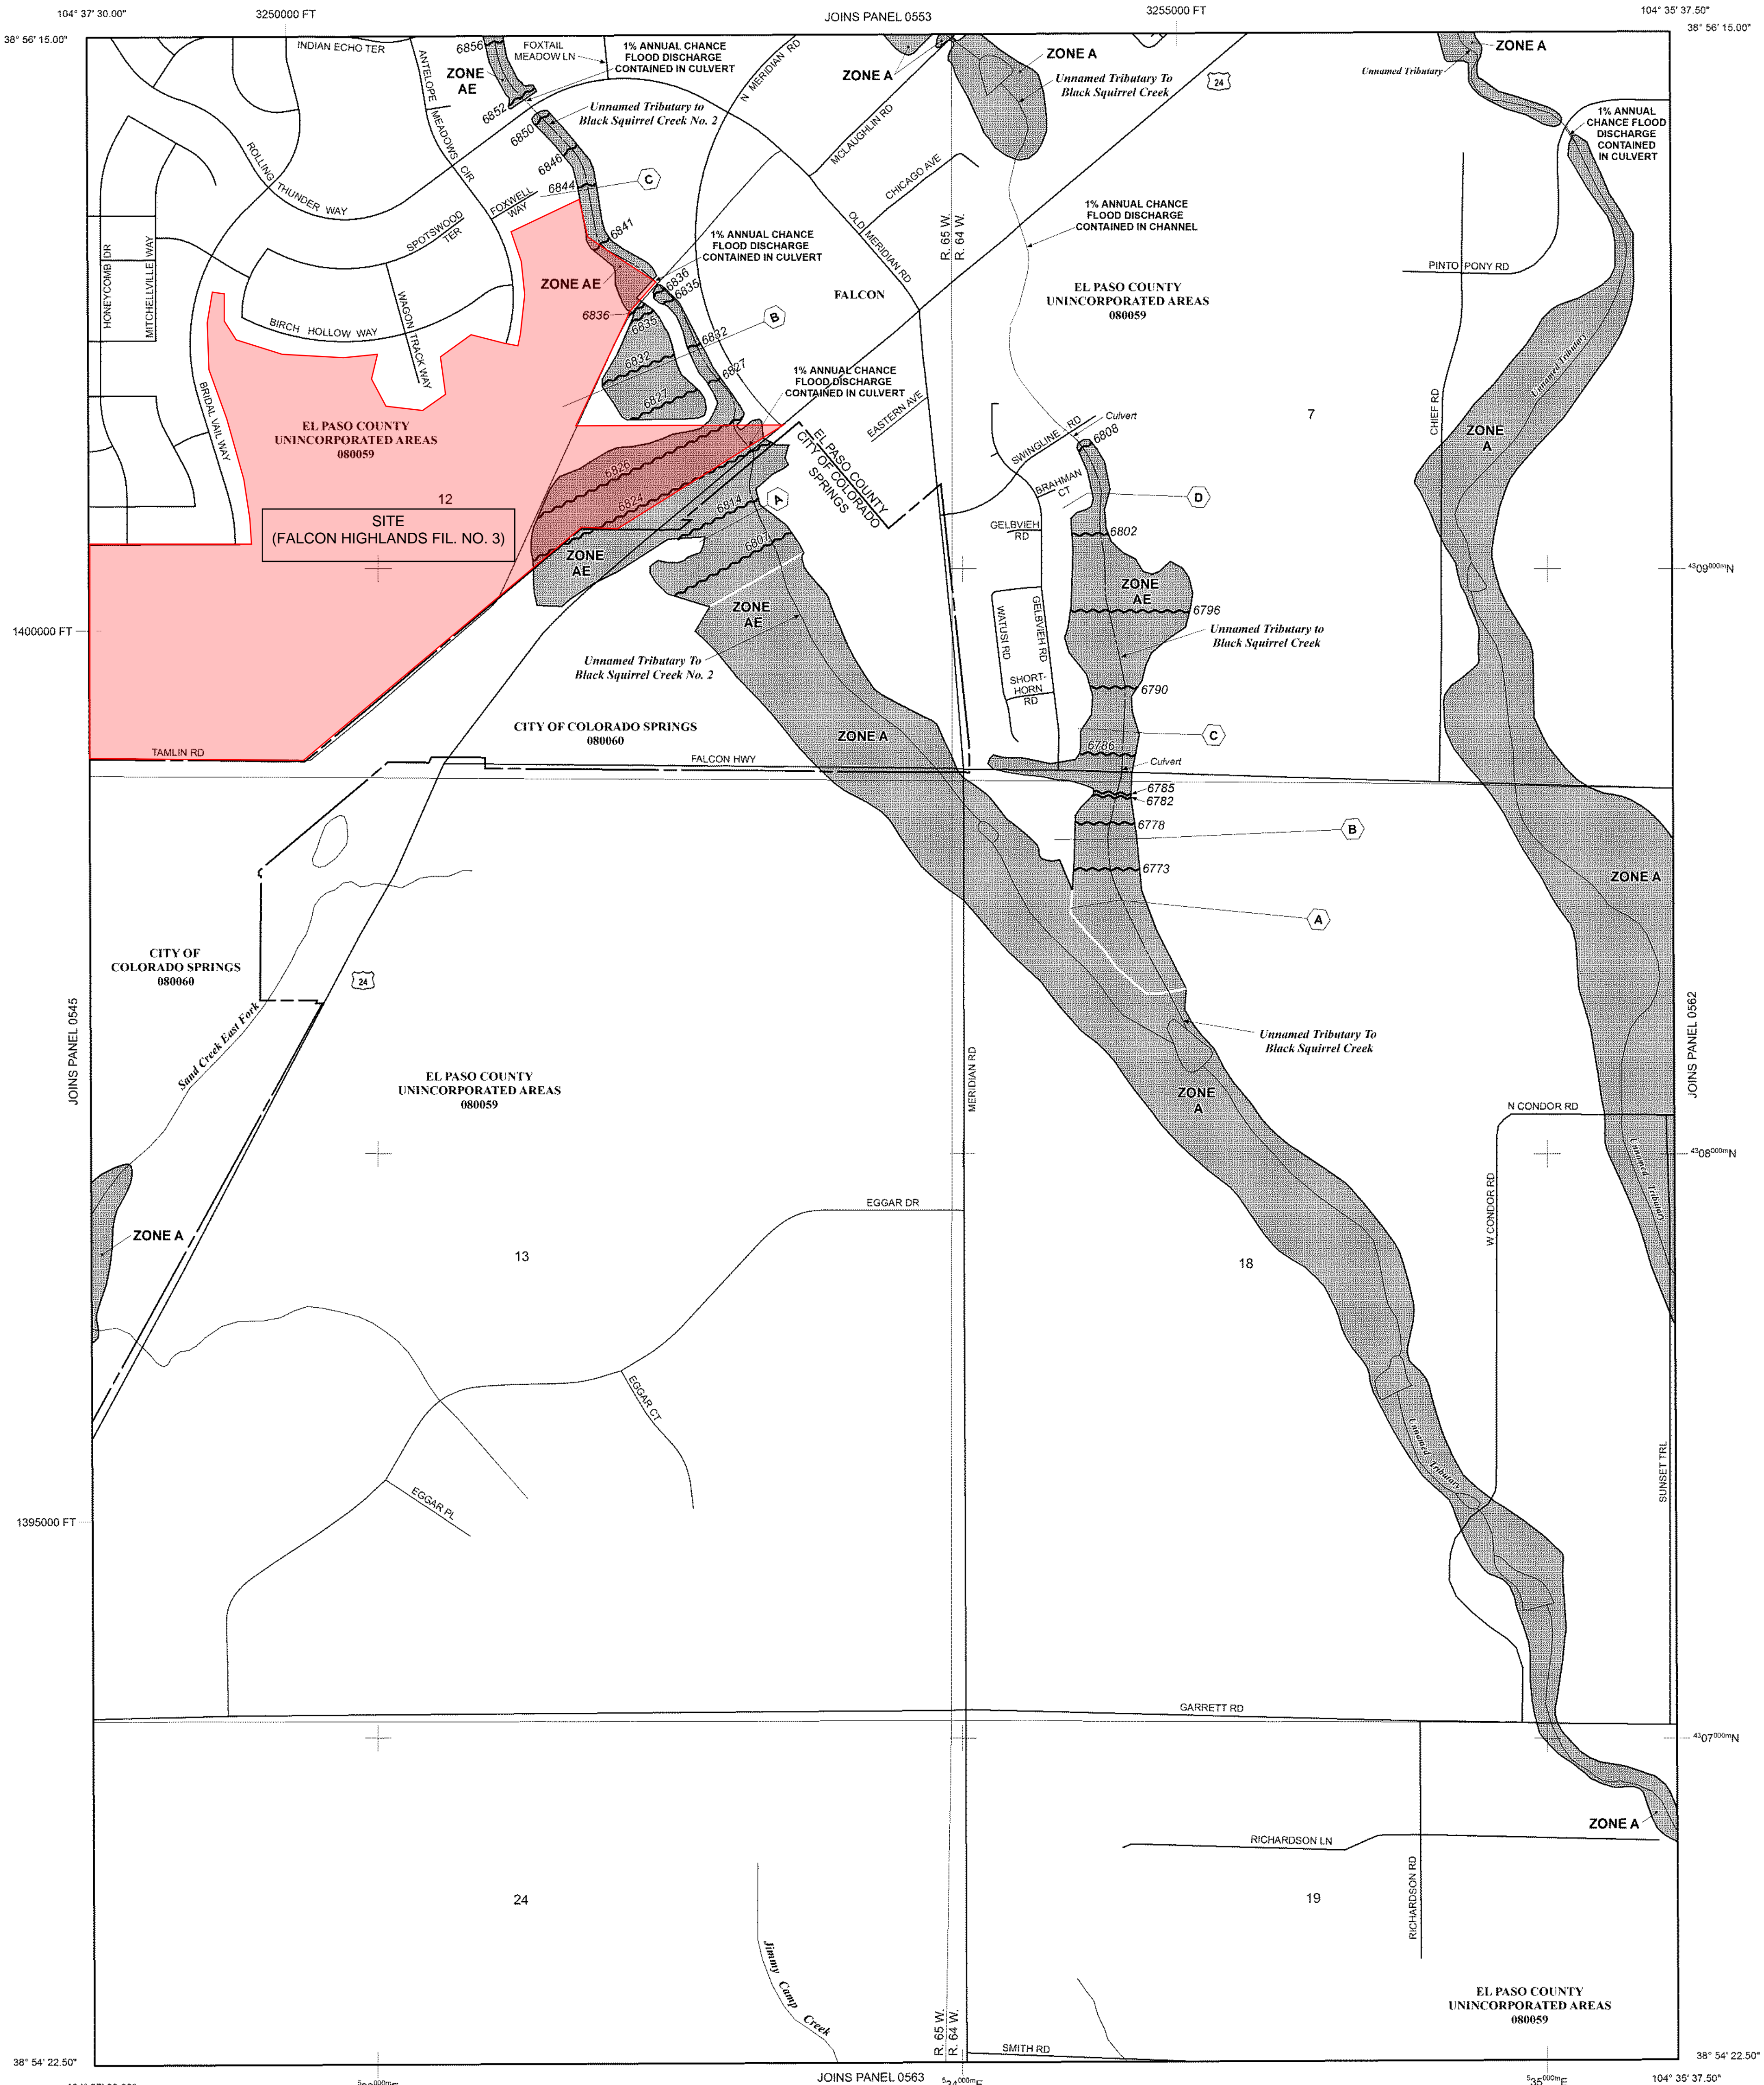 104° 37' 30.00"
3250000 FT
JOINS PANEL 0553
3255000 FT
104° 35' 37.50"
38° 56' 15.00"
38° 56' 15.00"
INDIAN ECHO TER
ANTELOPE MEADOWS CIR
6856
FOXTAIL
MEADOW LN
1% ANNUAL CHANCE
FLOOD DISCHARGE
CONTAINED IN CULVERT
ZONE
AE
6852
6850
Unnamed Tributary to
Black Squirrel Creek No. 2
N MERIDIAN RD
ZONE A
ZONE A
Unnamed Tributary To
Black Squirrel Creek
24
ZONE A
Unnamed Tributary
1% ANNUAL
CHANCE FLOOD
DISCHARGE
CONTAINED
IN CULVERT
MCLAUGHLIN RD
CHICAGO AVE
ROLLING THUNDER WAY
6846
6844
C
FOXWELL
WAY
SPOTSWOOD
TER
6841
1% ANNUAL CHANCE
FLOOD DISCHARGE
CONTAINED IN CULVERT
OLD MERIDIAN RD
R. 65 W.
R. 64 W.
1% ANNUAL CHANCE
FLOOD DISCHARGE
CONTAINED IN CHANNEL
HONEYCOMB DR
MITCHELLVILLE WAY
PINTO PONY RD
ZONE AE
6836
6835
FALCON
EL PASO COUNTY
UNINCORPORATED AREAS
080059
WAGON TRACK WAY
BIRCH HOLLOW WAY
6836
6835
B
6832
6832
6827
6827
1% ANNUAL CHANCE
FLOOD DISCHARGE
CONTAINED IN CULVERT
Unnamed Tributary
BRIDAL VAIL WAY
EL PASO COUNTY
UNINCORPORATED AREAS
080059
EASTERN AVE
EL PASO COUNTY
CITY OF COLORADO
SPRINGS
SWINGLINE RD
Culvert
6808
7
CHIEF RD
ZONE
A
6826
6824
12
6814
A
BRAHMAN
CT
D
SITE
(FALCON HIGHLANDS FIL. NO. 3)
GELBVIEH
RD
6802
6807
ZONE
AE
4309000mN
ZONE
AE
ZONE
AE
6796
WATUSI RD
GELBVIEH RD
1400000 FT
Unnamed Tributary to
Black Squirrel Creek
Unnamed Tributary To
Black Squirrel Creek No. 2
SHORT-
HORN
RD
6790
CITY OF COLORADO SPRINGS
080060
ZONE A
C
TAMLIN RD
FALCON HWY
6786
Culvert
6785
6782
6778
B
6773
ZONE A
A
CITY OF
COLORADO SPRINGS
080060
24
Sand Creek East Fork
JOINS PANEL 0545
JOINS PANEL 0562
Unnamed Tributary To
Black Squirrel Creek
MERIDIAN RD
EL PASO COUNTY
UNINCORPORATED AREAS
080059
ZONE
A
N CONDOR RD
4308000mN
Unnamed Tributary
W CONDOR RD
EGGAR DR
ZONE A
13
18
EGGAR CT
Unnamed Tributary
SUNSET TRL
EGGAR PL
1395000 FT
GARRETT RD
4307000mN
ZONE A
RICHARDSON LN
RICHARDSON RD
24
19
Jimmy Camp Creek
EL PASO COUNTY
UNINCORPORATED AREAS
080059
R. 65 W.
R. 64 W.
SMITH RD
38° 54' 22.50"
38° 54' 22.50"
JOINS PANEL 0563
535000mE
104° 35' 37.50"